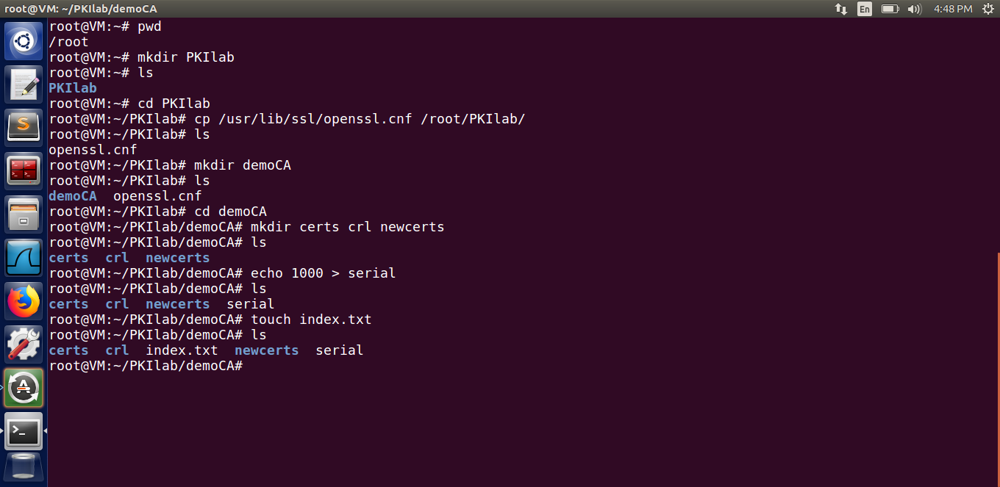 root@VM: ~/PKIlab/demoCA
En
4:48 PM
root@VM:~# pwd
/root
root@VM:~# mkdir PKIlab
root@VM:~# ls
PKIlab
root@VM:~# cd PKIlab
root@VM:~/PKIlab# cp /usr/lib/ssl/openssl.cnf /root/PKIlab/
root@VM:~/PKIlab# ls
openssl.cnf
root@VM:~/PKIlab# mkdir demoCA
root@VM:~/PKIlab# ls
demoCA  openssl.cnf
root@VM:~/PKIlab# cd demoCA
root@VM:~/PKIlab/demoCA# mkdir certs crl newcerts
root@VM:~/PKIlab/demoCA# ls
certs  crl  newcerts
root@VM:~/PKIlab/demoCA# echo 1000 > serial
root@VM:~/PKIlab/demoCA# ls
certs  crl  newcerts  serial
root@VM:~/PKIlab/demoCA# touch index.txt
root@VM:~/PKIlab/demoCA# ls
certs  crl  index.txt  newcerts  serial
root@VM:~/PKIlab/demoCA#